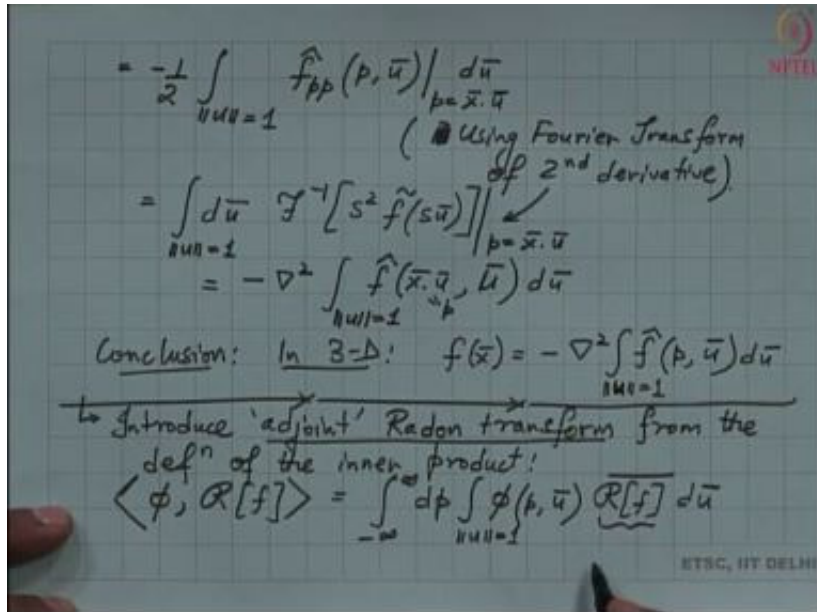 NPTEL
= -1/2 ∫_{||u||=1} f̂_pp (p, ū)|_{p=x̄.ū} dū
( Using Fourier Transform
of 2nd derivative).
= ∫_{||u||=1} dū ℱ⁻¹[s² f̃(sū)]|_{p=x̄.ū}
= - ∇² ∫_{||u||=1} f̂(x̄.ū, ū) dū
p
Conclusion: In 3-D: f(x̄) = - ∇² ∫_{||u||=1} f̂(p, ū) dū
↳ Introduce 'adjoint' Radon transform from the
defⁿ of the inner product:
⟨ϕ, R[f]⟩ = ∫_{-∞}^{∞} dp ∫_{||u||=1} ϕ(p, ū) R̅[̅f̅]̅ dū
ETSC, IIT DELHI